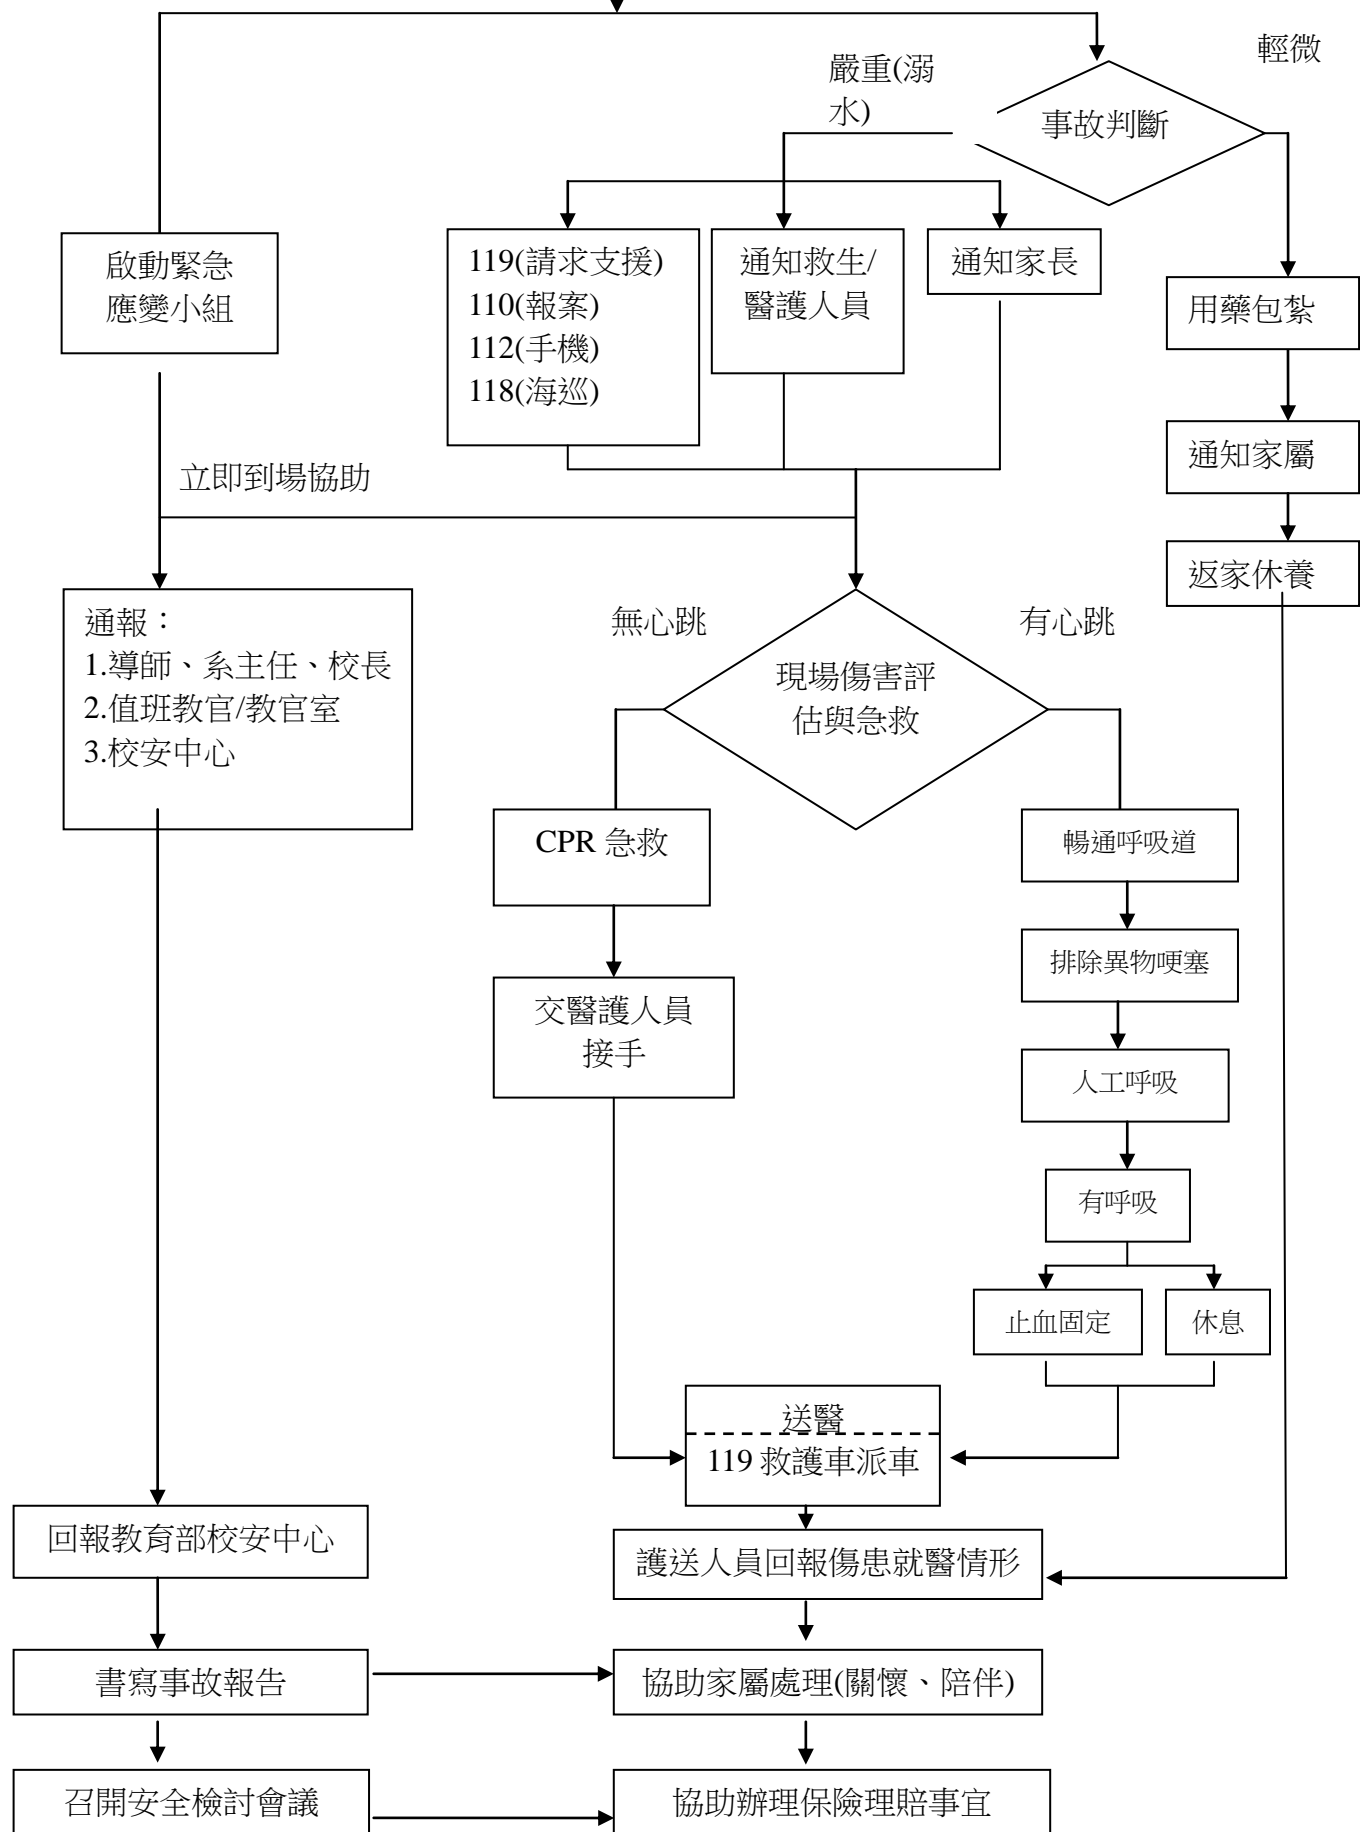 輕微
嚴重(溺
水)
事故判斷
啟動緊急
應變小組
119(請求支援)
110(報案)
112(手機)
118(海巡)
通知救生/
醫護人員
通知家長
用藥包紮
通知家屬
返家休養
立即到場協助
通報：
1.導師、系主任、校長
2.值班教官/教官室
3.校安中心
無心跳
有心跳
現場傷害評
估與急救
CPR 急救
交醫護人員
接手
暢通呼吸道
排除異物哽塞
人工呼吸
有呼吸
止血固定
休息
送醫
119 救護車派車
回報教育部校安中心
護送人員回報傷患就醫情形
書寫事故報告
協助家屬處理(關懷、陪伴)
召開安全檢討會議
協助辦理保險理賠事宜